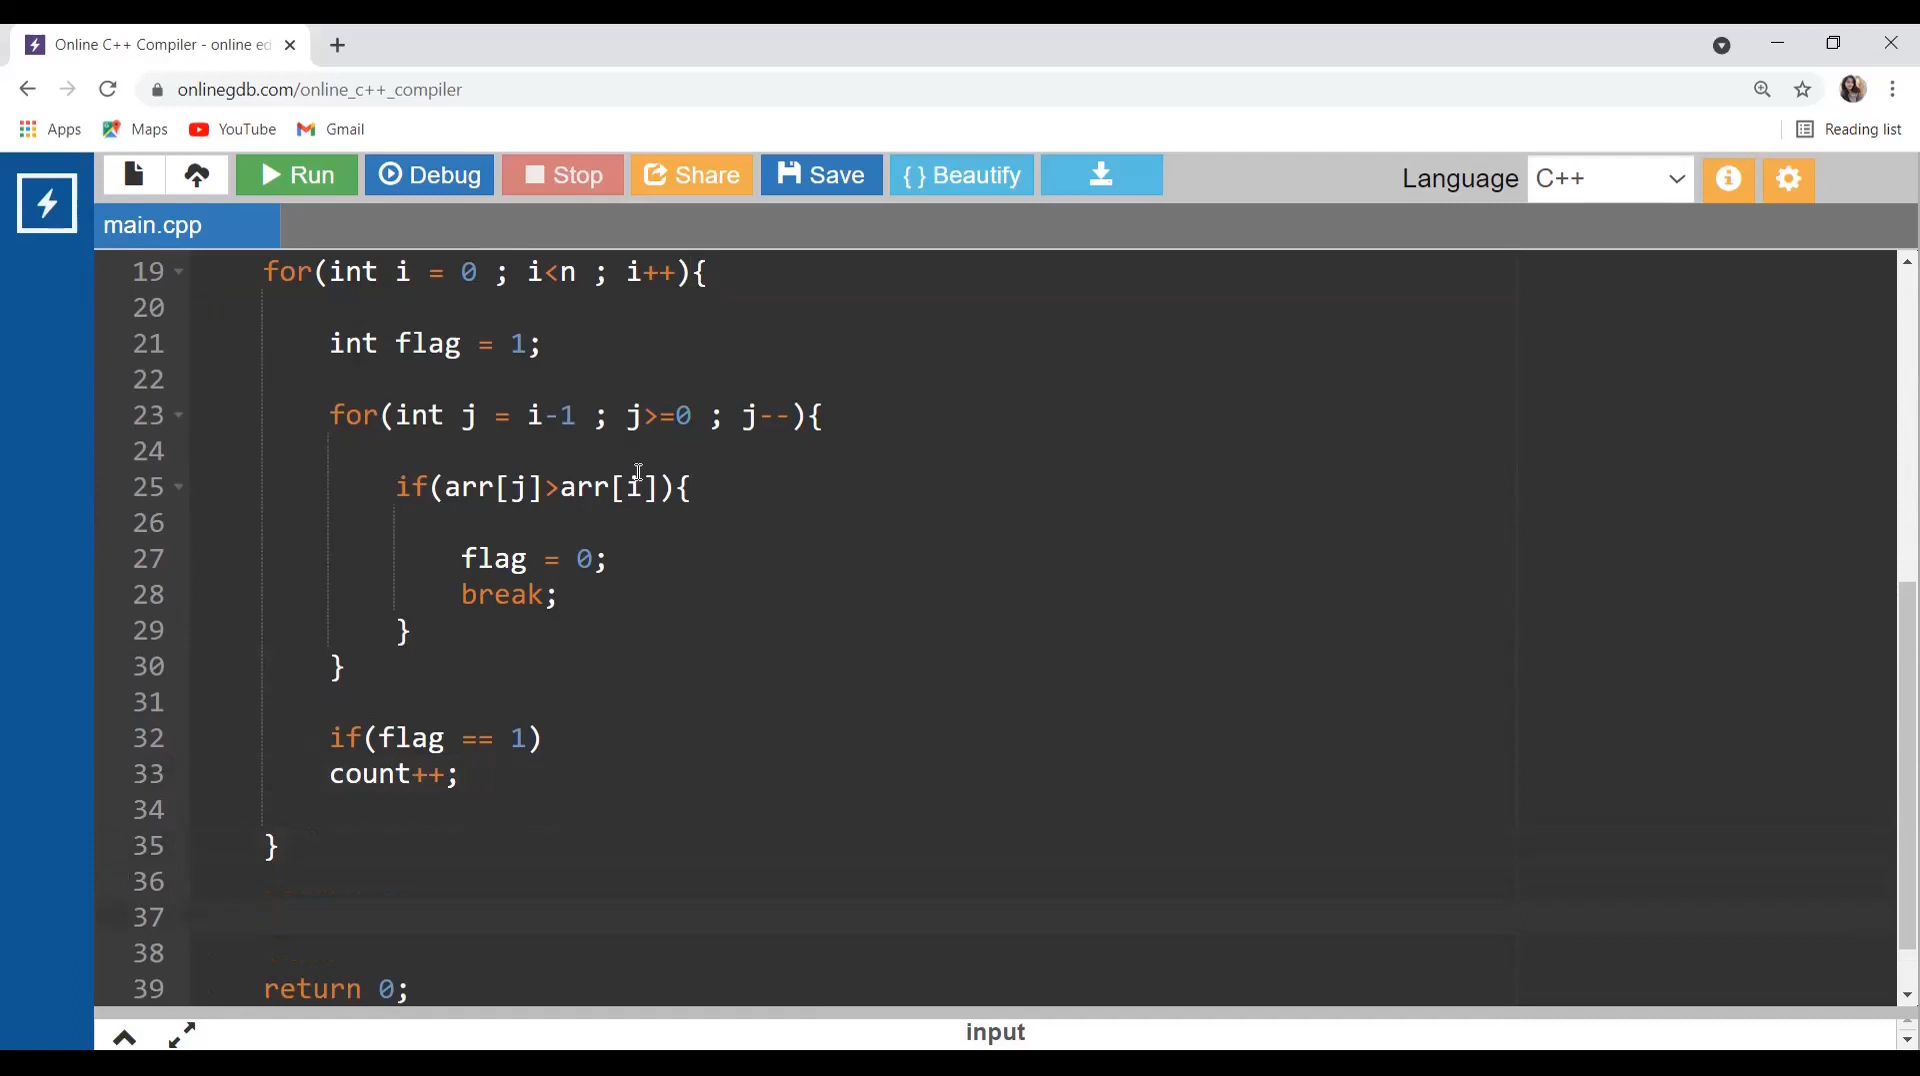 Online C++ Compiler - online ed
onlinegdb.com/online_c++_compiler
Apps Maps YouTube Gmail Reading list
Run Debug Stop Share Save { } Beautify Language C++
main.cpp
19 for(int i = 0 ; i<n ; i++){
20
21 int flag = 1;
22
23 for(int j = i-1 ; j>=0 ; j--){
24
25 if(arr[j]>arr[i]){
26
27 flag = 0;
28 break;
29 }
30 }
31
32 if(flag == 1)
33 count++;
34
35 }
36
37
38
39 return 0;
input